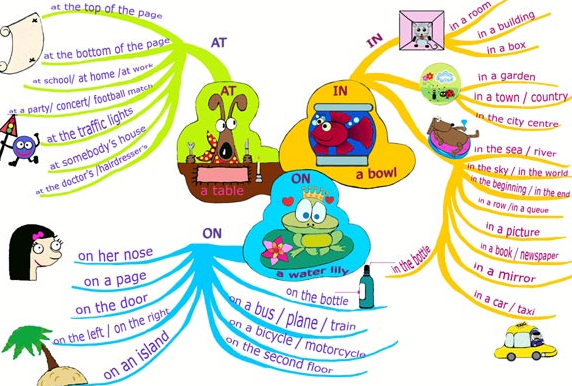 AT
at the top of the page
at the bottom of the page
at school/ at home /at work
at a party/ concert/ football match
at the traffic lights
at somebody's house
at the doctor's /hairdresser's
AT
a table
IN
a bowl
ON
a water lily
IN
in a room
in a building
in a box
in a garden
in a town / country
in the city centre
in the sea / river
in the sky / in the world
in the beginning / in the end
in a row /in a queue
in a picture
in a book / newspaper
in a mirror
in a car / taxi
in the bottle
ON
on her nose
on a page
on the door
on the left / on the right
on an island
on the bottle
on a bus / plane / train
on a bicycle / motorcycle
on the second floor
TAXI